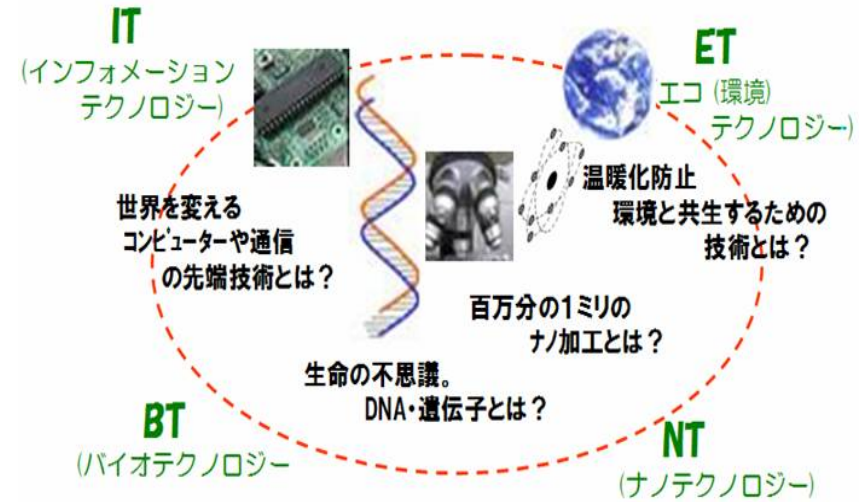 IT
(インフォメーション
テクノロジー)
世界を変える
コンピューターや通信
の先端技術とは？
ET
エコ (環境)
テクノロジー)
温暖化防止
環境と共生するための
技術とは？
百万分の1ミリの
ナノ加工とは？
生命の不思議。
DNA・遺伝子とは？
BT
(バイオテクノロジー
NT
(ナノテクノロジー)